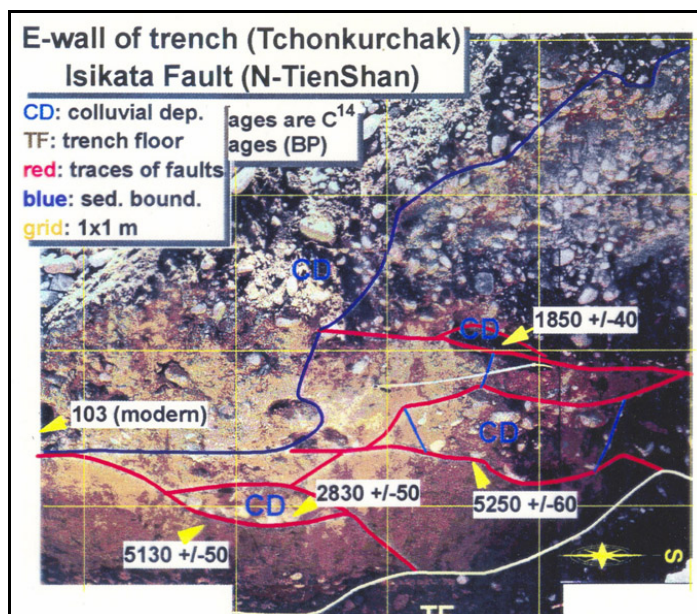 E-wall of trench (Tchonkurchak)
Isikata Fault (N-TienShan)
CD: colluvial dep.
TF: trench floor
red: traces of faults
blue: sed. bound.
grid: 1x1 m
ages are C14
ages (BP)
CD
CD
1850 +/-40
103 (modern)
CD
CD
2830 +/-50
5250 +/-60
5130 +/-50
S
TF